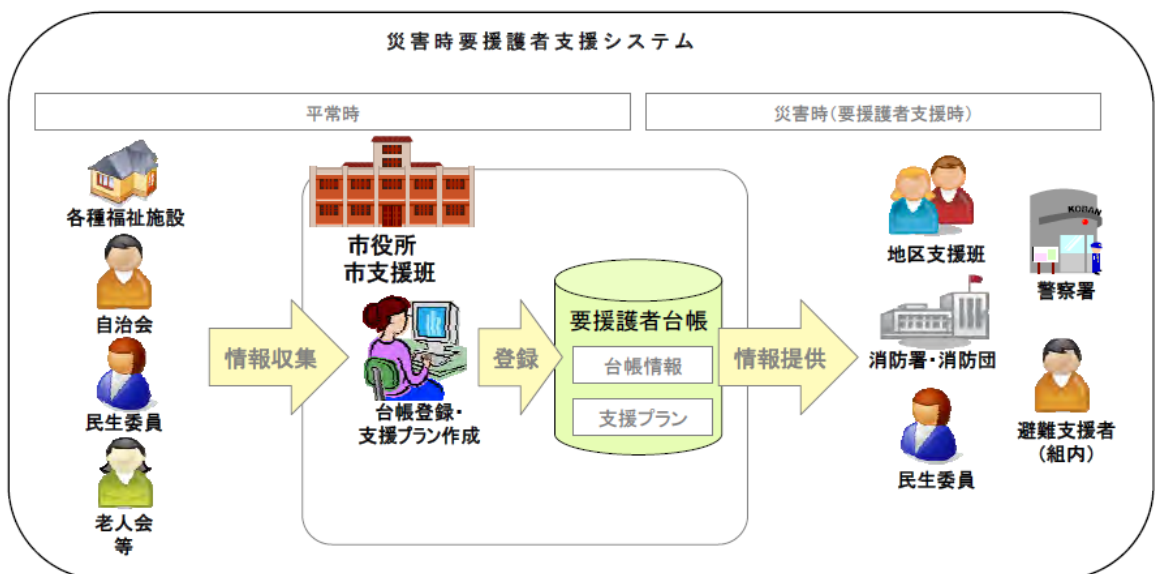 災害時要援護者支援システム
平常時
災害時(要援護者支援時)
各種福祉施設
自治会
民生委員
老人会
等
情報収集
市役所
市支援班
台帳登録・
支援プラン作成
登録
要援護者台帳
台帳情報
支援プラン
情報提供
地区支援班
KOBAN
警察署
消防署・消防団
民生委員
避難支援者
(組内)